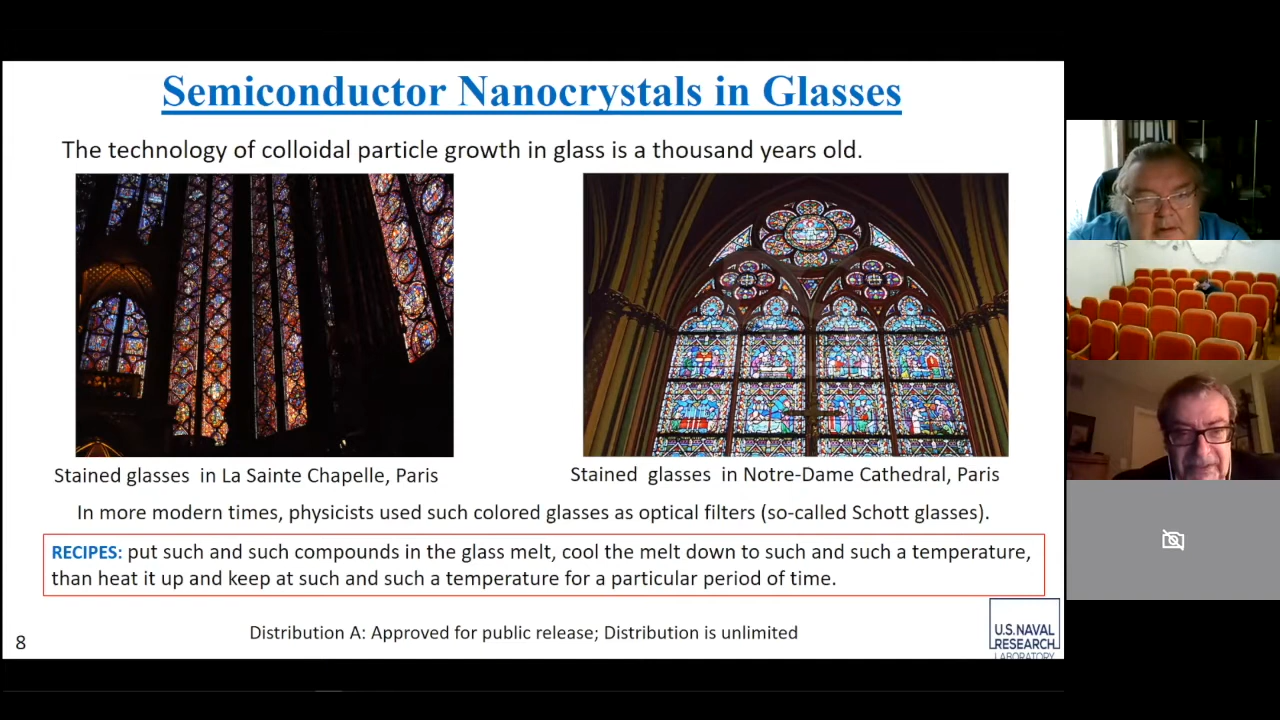 Semiconductor Nanocrystals in Glasses
The technology of colloidal particle growth in glass is a thousand years old.
Stained glasses in La Sainte Chapelle, Paris
Stained glasses in Notre-Dame Cathedral, Paris
In more modern times, physicists used such colored glasses as optical filters (so-called Schott glasses).
RECIPES: put such and such compounds in the glass melt, cool the melt down to such and such a temperature,
than heat it up and keep at such and such a temperature for a particular period of time.
Distribution A: Approved for public release; Distribution is unlimited
8
U.S. NAVAL
RESEARCH
LABORATORY